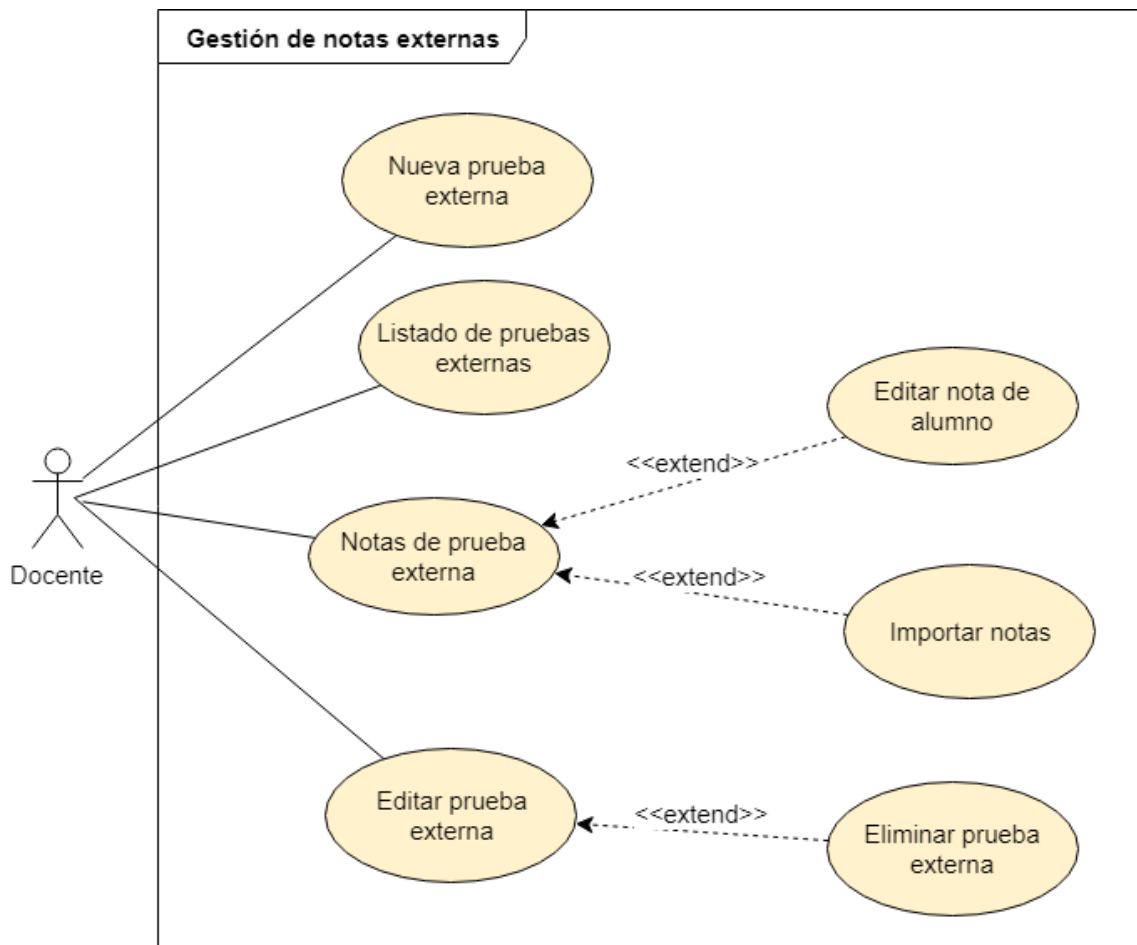 Gestión de notas externas
Nueva prueba
externa
Listado de pruebas
externas
Editar nota de
alumno
<<extend>>
Docente
Notas de prueba
externa
<<extend>>
Importar notas
Editar prueba
externa
<<extend>>
Eliminar prueba
externa